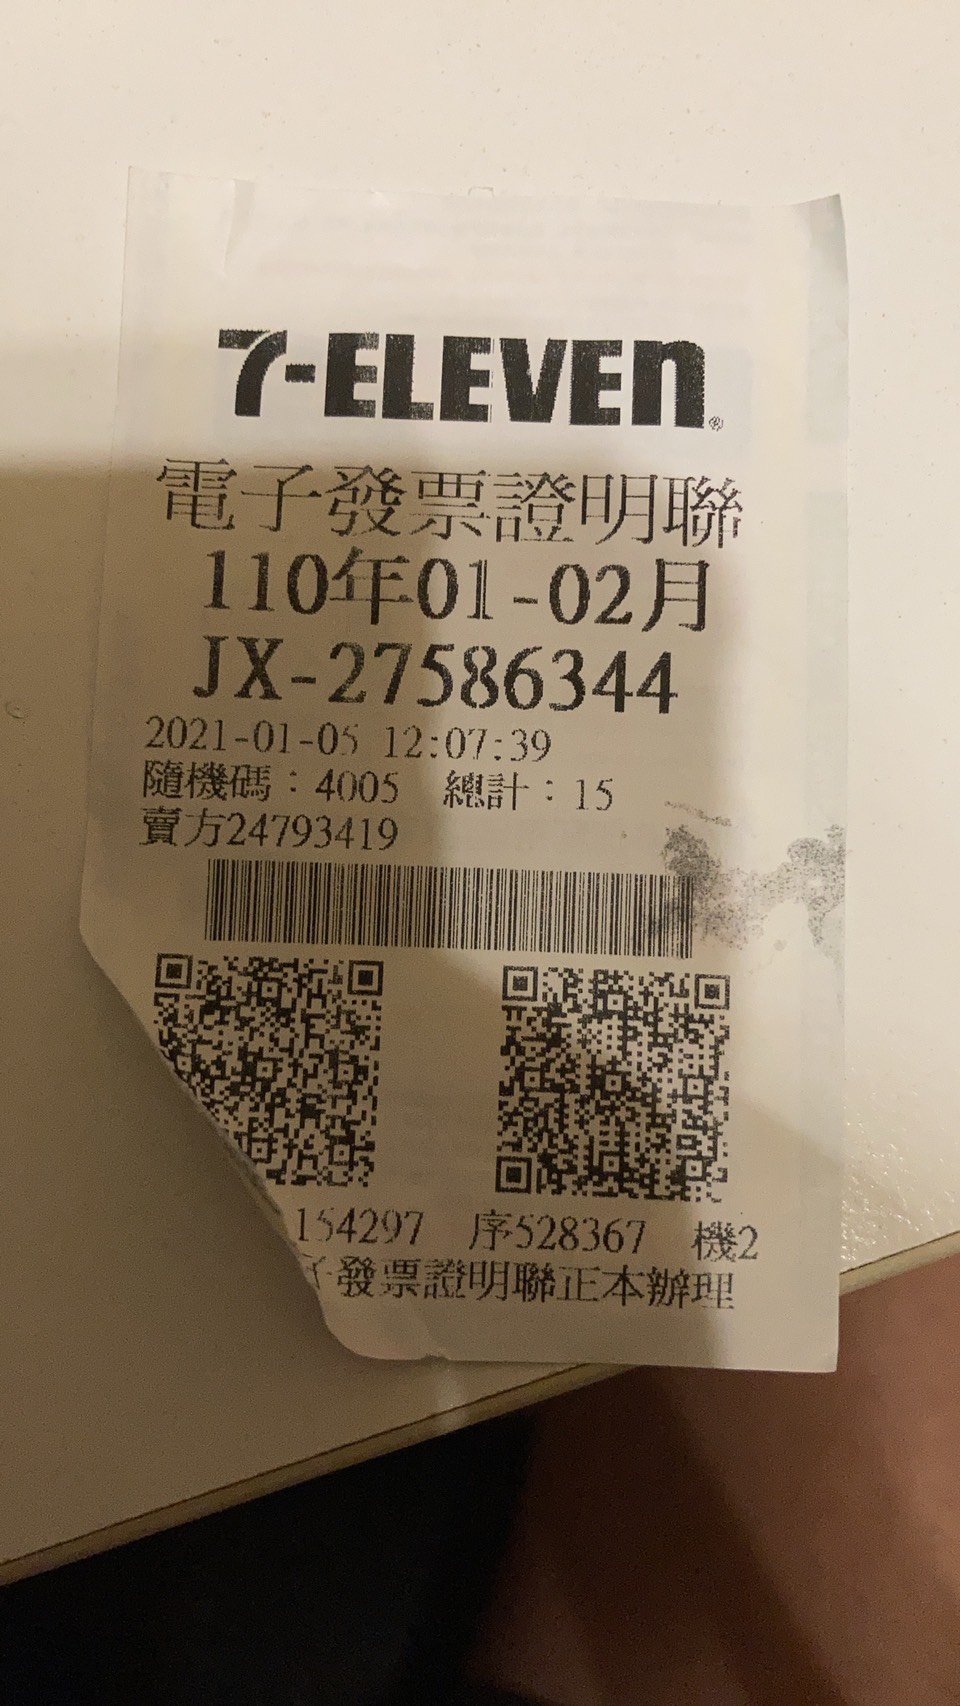 7-ELEVEn®
電子發票證明聯
110年01-02月
JX-27586344
2021-01-05 12:07:39
隨機碼：4005 總計：15
賣方24793419
154297 序528367 機2
子發票證明聯正本辦理